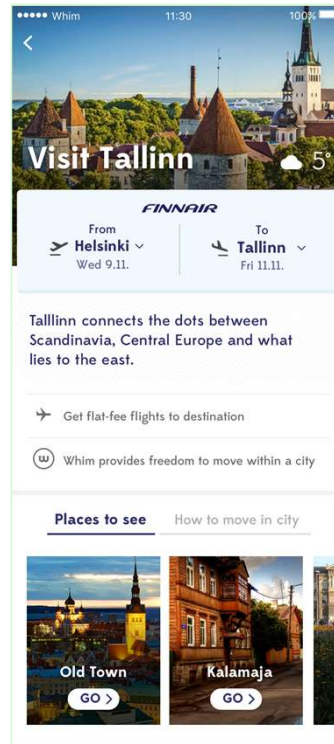 Whim 11:30 100%
Visit Tallinn
5°
FINNAIR
From To
Helsinki Tallinn
Wed 9.11. Fri 11.11.
Talllinn connects the dots between
Scandinavia, Central Europe and what
lies to the east.
Get flat-fee flights to destination
W Whim provides freedom to move within a city
Places to see How to move in city
Old Town Kalamaja
GO > GO >